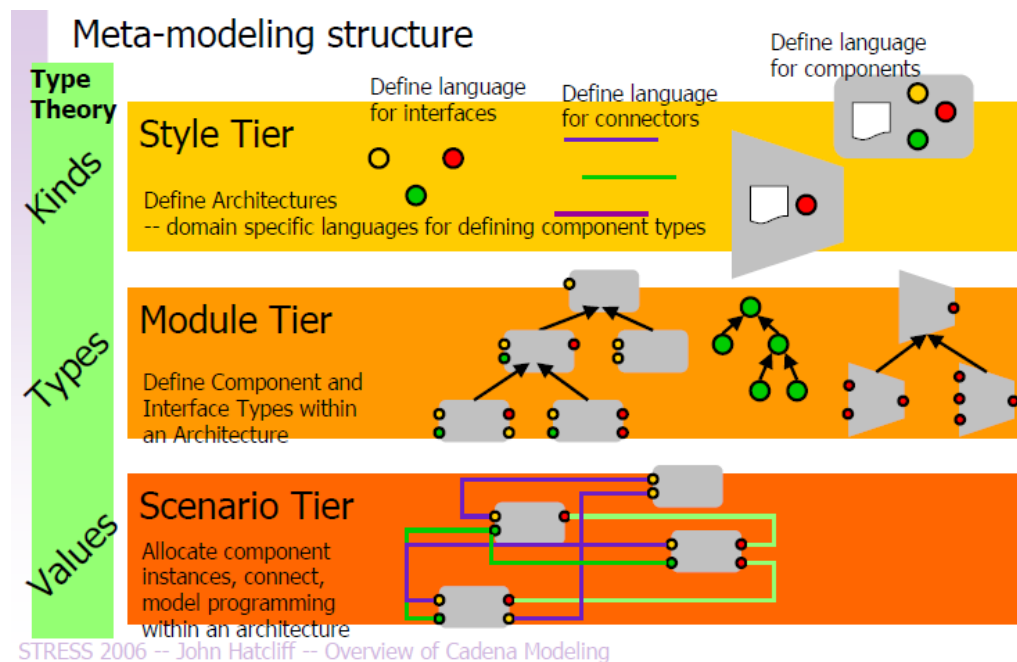 Meta-modeling structure
Type
Theory
Kinds
Types
Values
Style Tier
Define Architectures
-- domain specific languages for defining component types
Define language
for interfaces
Define language
for connectors
Define language
for components
Module Tier
Define Component and
Interface Types within
an Architecture
Scenario Tier
Allocate component
instances, connect,
model programming
within an architecture
STRESS 2006 -- John Hatcliff -- Overview of Cadena Modeling